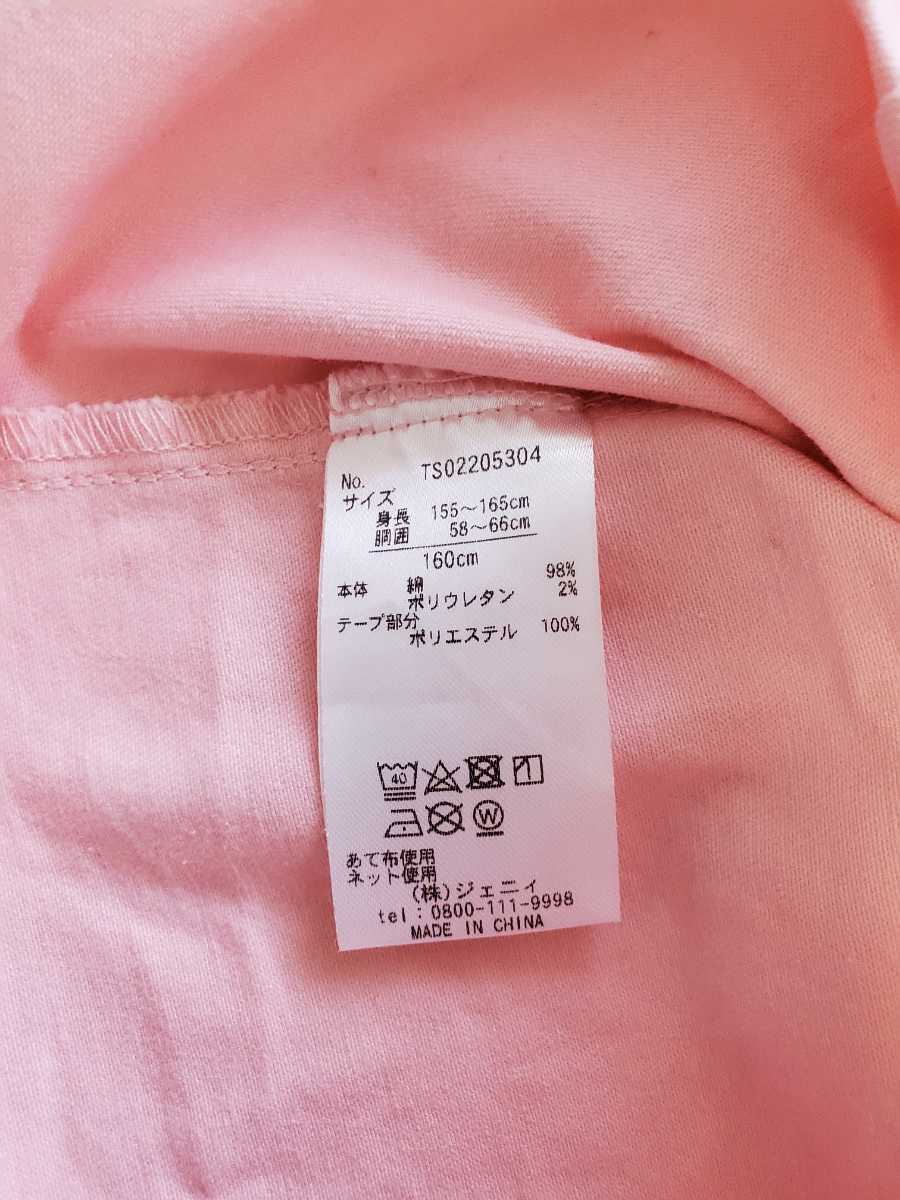 No. TS02205304
サイズ
身長 155～165cm
胴囲 58～66cm
160cm
本体 綿 98%
ポリウレタン 2%
テープ部分
ポリエステル 100%
40
W
あて布使用
ネット使用
(株)ジェニィ
tel:0800-111-9998
MADE IN CHINA